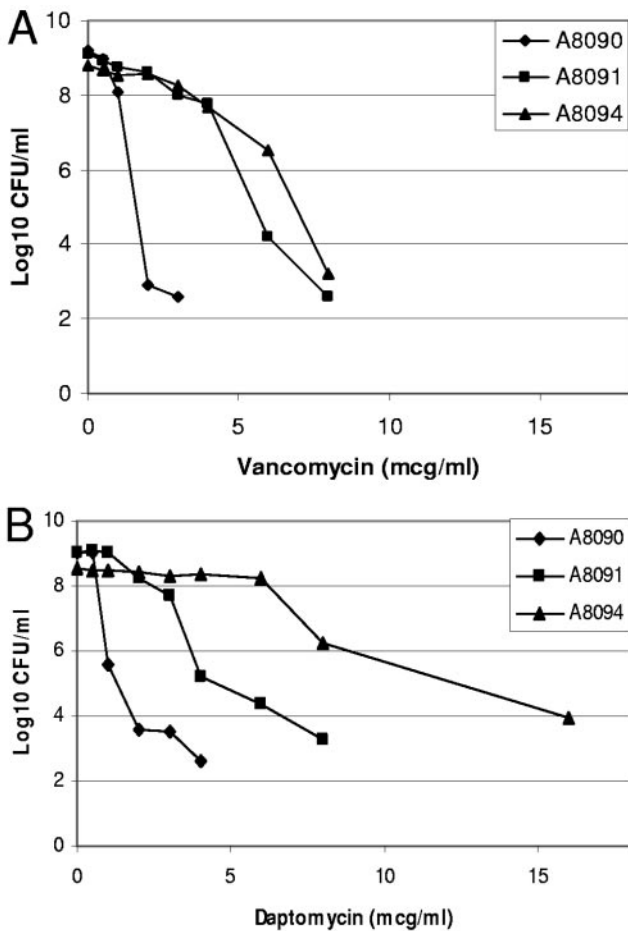 A
10
8
6
4
2
0
Log10 CFU/ml
A8090
A8091
A8094
0 5 10 15
Vancomycin (mcg/ml)
B
10
8
6
4
2
0
Log10 CFU/ml
A8090
A8091
A8094
0 5 10 15
Daptomycin (mcg/ml)